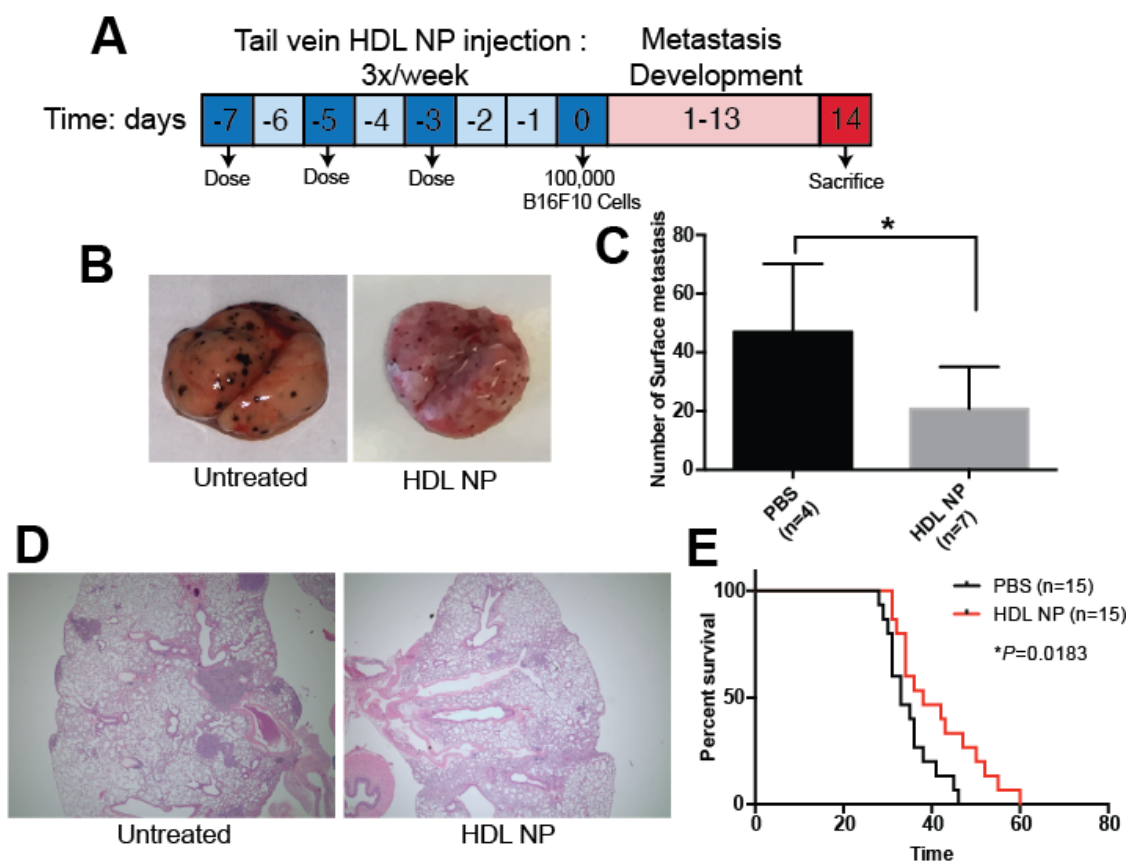 A
Tail vein HDL NP injection :
3x/week
Metastasis
Development
Time: days
-7 -6 -5 -4 -3 -2 -1 0 1-13 14
Dose Dose Dose 100,000
B16F10 Cells
Sacrifice
B
Untreated HDL NP
C
Number of Surface metastasis
80
60
40
20
0
*
PBS
(n=4)
HDL NP
(n=7)
D
Untreated HDL NP
E
Percent survival
100
50
0
0 20 40 60 80
Time
PBS (n=15)
HDL NP (n=15)
*P=0.0183